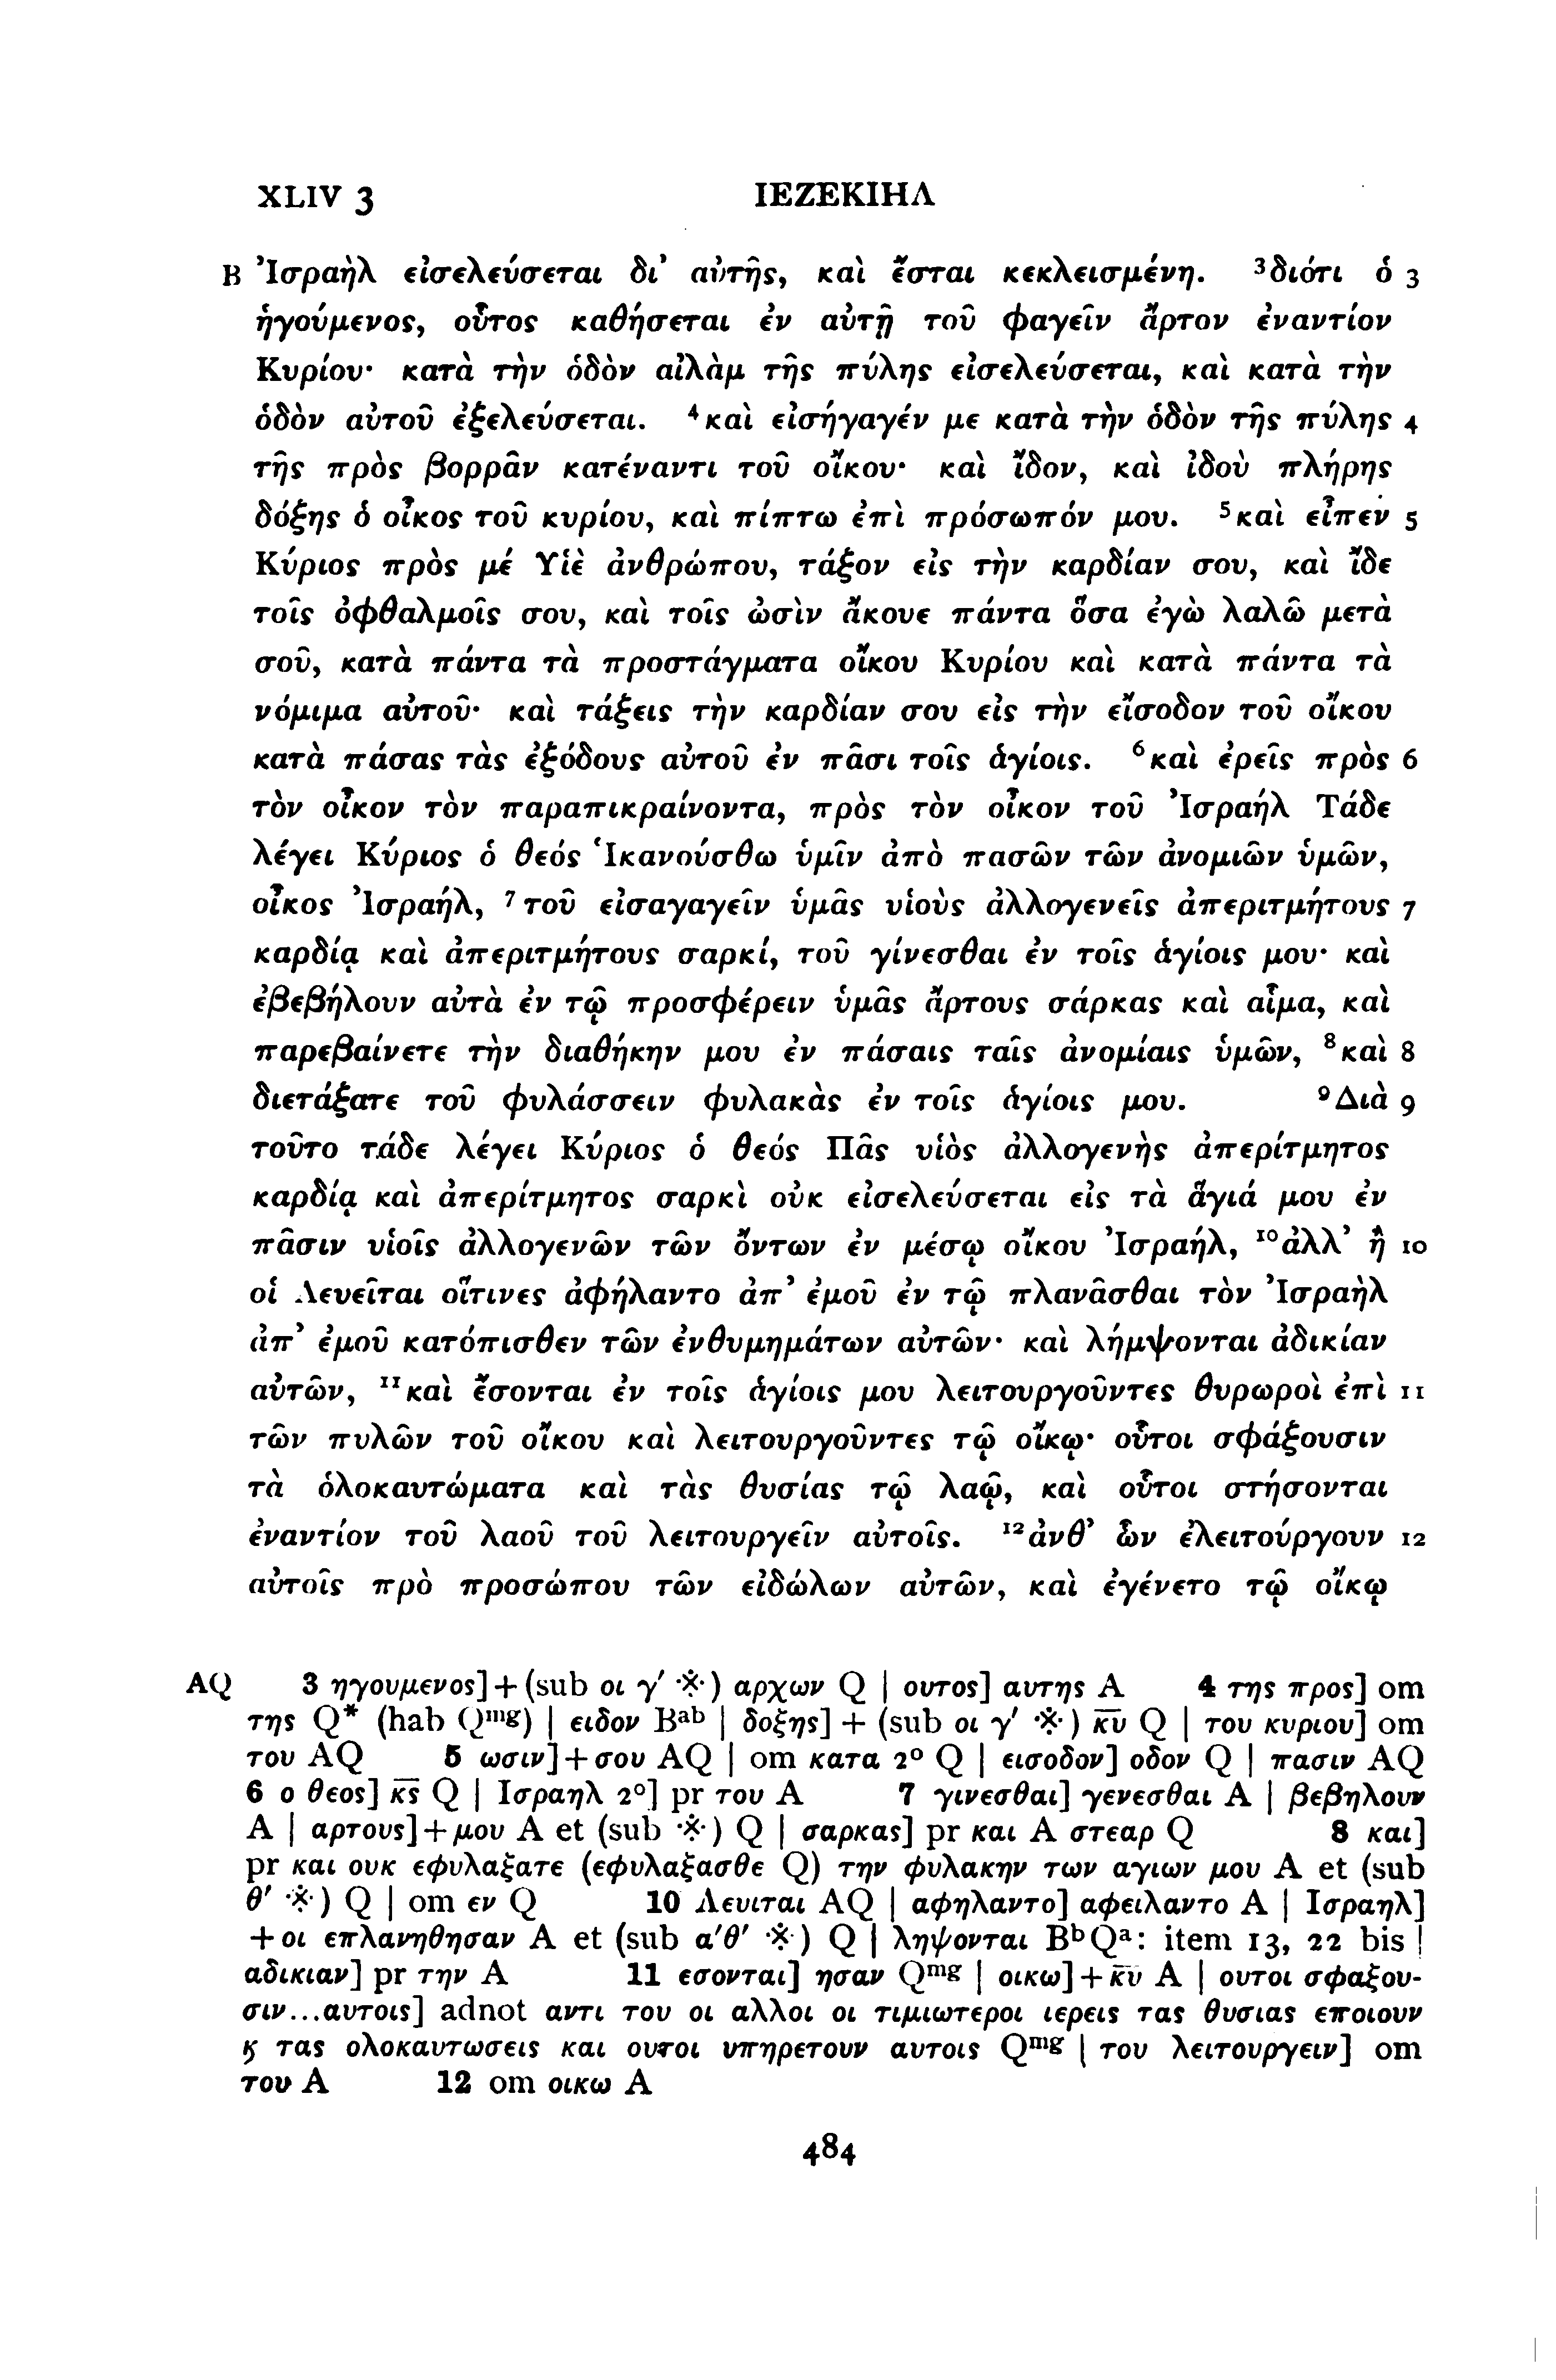 XLIV 3 ΙΕΖΕΚΙΗΛ
B Ἰσραὴλ εἰσελεύσεται δι᾽ αὐτῆς, καὶ ἔσται κεκλεισμένη. ³διότι ὁ 3
ἡγούμενος, οὗτος καθήσεται ἐν αὐτῇ τοῦ φαγεῖν ἄρτον ἐναντίον
Κυρίου· κατὰ τὴν ὁδὸν αἰλὰμ τῆς πύλης εἰσελεύσεται, καὶ κατὰ τὴν
ὁδὸν αὐτοῦ ἐξελεύσεται. ⁴καὶ εἰσήγαγέν με κατὰ τὴν ὁδὸν τῆς πύλης 4
τῆς πρὸς βορρᾶν κατέναντι τοῦ οἴκου· καὶ ἴδον, καὶ ἰδοὺ πλήρης
δόξης ὁ οἶκος τοῦ κυρίου, καὶ πίπτω ἐπὶ πρόσωπόν μου. ⁵καὶ εἶπεν 5
Κύριος πρὸς μέ Υἱὲ ἀνθρώπου, τάξον εἰς τὴν καρδίαν σου, καὶ ἴδε
τοῖς ὀφθαλμοῖς σου, καὶ τοῖς ὠσὶν ἄκουε πάντα ὅσα ἐγὼ λαλῶ μετὰ
σοῦ, κατὰ πάντα τὰ προστάγματα οἴκου Κυρίου καὶ κατὰ πάντα τὰ
νόμιμα αὐτοῦ· καὶ τάξεις τὴν καρδίαν σου εἰς τὴν εἴσοδον τοῦ οἴκου
κατὰ πάσας τὰς ἐξόδους αὐτοῦ ἐν πᾶσι τοῖς ἁγίοις. ⁶καὶ ἐρεῖς πρὸς 6
τὸν οἶκον τὸν παραπικραίνοντα, πρὸς τὸν οἶκον τοῦ Ἰσραήλ Τάδε
λέγει Κύριος ὁ θεός Ἱκανούσθω ὑμῖν ἀπὸ πασῶν τῶν ἀνομιῶν ὑμῶν,
οἶκος Ἰσραήλ, ⁷τοῦ εἰσαγαγεῖν ὑμᾶς υἱοὺς ἀλλογενεῖς ἀπεριτμήτους 7
καρδίᾳ καὶ ἀπεριτμήτους σαρκί, τοῦ γίνεσθαι ἐν τοῖς ἁγίοις μου· καὶ
ἐβεβήλουν αὐτὰ ἐν τῷ προσφέρειν ὑμᾶς ἄρτους σάρκας καὶ αἷμα, καὶ
παρεβαίνετε τὴν διαθήκην μου ἐν πάσαις ταῖς ἀνομίαις ὑμῶν, ⁸καὶ 8
διετάξατε τοῦ φυλάσσειν φυλακὰς ἐν τοῖς ἁγίοις μου. ⁹Διὰ 9
τοῦτο τάδε λέγει Κύριος ὁ θεός Πᾶς υἱὸς ἀλλογενὴς ἀπερίτμητος
καρδίᾳ καὶ ἀπερίτμητος σαρκὶ οὐκ εἰσελεύσεται εἰς τὰ ἅγιά μου ἐν
πᾶσιν υἱοῖς ἀλλογενῶν τῶν ὄντων ἐν μέσῳ οἴκου Ἰσραήλ, ¹⁰ἀλλ᾽ ἢ 10
οἱ Λευεῖται οἵτινες ἀφήλαντο ἀπ᾽ ἐμοῦ ἐν τῷ πλανᾶσθαι τὸν Ἰσραὴλ
ἀπ᾽ ἐμοῦ κατόπισθεν τῶν ἐνθυμημάτων αὐτῶν· καὶ λήμψονται ἀδικίαν
αὐτῶν, ¹¹καὶ ἔσονται ἐν τοῖς ἁγίοις μου λειτουργοῦντες θυρωροὶ ἐπὶ 11
τῶν πυλῶν τοῦ οἴκου καὶ λειτουργοῦντες τῷ οἴκῳ· οὗτοι σφάξουσιν
τὰ ὁλοκαυτώματα καὶ τὰς θυσίας τῷ λαῷ, καὶ οὗτοι στήσονται
ἐναντίον τοῦ λαοῦ τοῦ λειτουργεῖν αὐτοῖς. ¹²ἀνθ᾽ ὧν ἐλειτούργουν 12
αὐτοῖς πρὸ προσώπου τῶν εἰδώλων αὐτῶν, καὶ ἐγένετο τῷ οἴκῳ
AQ 3 ηγουμενος]+(sub οι γ′ ※) αρχων Q | ουτος] αυτης A 4 της προς] om
της Q* (hab Qᵐᵍ) | ειδον Bᵃᵇ | δοξης] + (sub οι γ′ ※) κ̅υ̅ Q | του κυριου] om
του AQ 5 ωσιν]+σου AQ | om κατα 2° Q | εισοδον] οδον Q | πασιν AQ
6 ο θεος] κ̅ς̅ Q | Ισραηλ 2°] pr του A 7 γινεσθαι] γενεσθαι A | βεβηλουν
A | αρτους]+μου A et (sub ※) Q | σαρκας] pr και A στεαρ Q 8 και]
pr και ουκ εφυλαξατε (εφυλαξασθε Q) την φυλακην των αγιων μου A et (sub
θ′ ※) Q | om εν Q 10 Λευιται AQ | αφηλαντο] αφειλαντο A | Ισραηλ]
+οι επλανηθησαν A et (sub α′θ′ ※) Q | ληψονται BᵇQᵃ: item 13, 22 bis |
αδικιαν] pr την A 11 εσονται] ησαν Qᵐᵍ | οικω]+κ̅υ̅ A | ουτοι σφαξου-
σιν...αυτοις] adnot αντι του οι αλλοι οι τιμιωτεροι ιερεις τας θυσιας εποιουν
ϗ τας ολοκαυτωσεις και ουτοι υπηρετουν αυτοις Qᵐᵍ | του λειτουργειν] om
του A 12 om οικω A
484